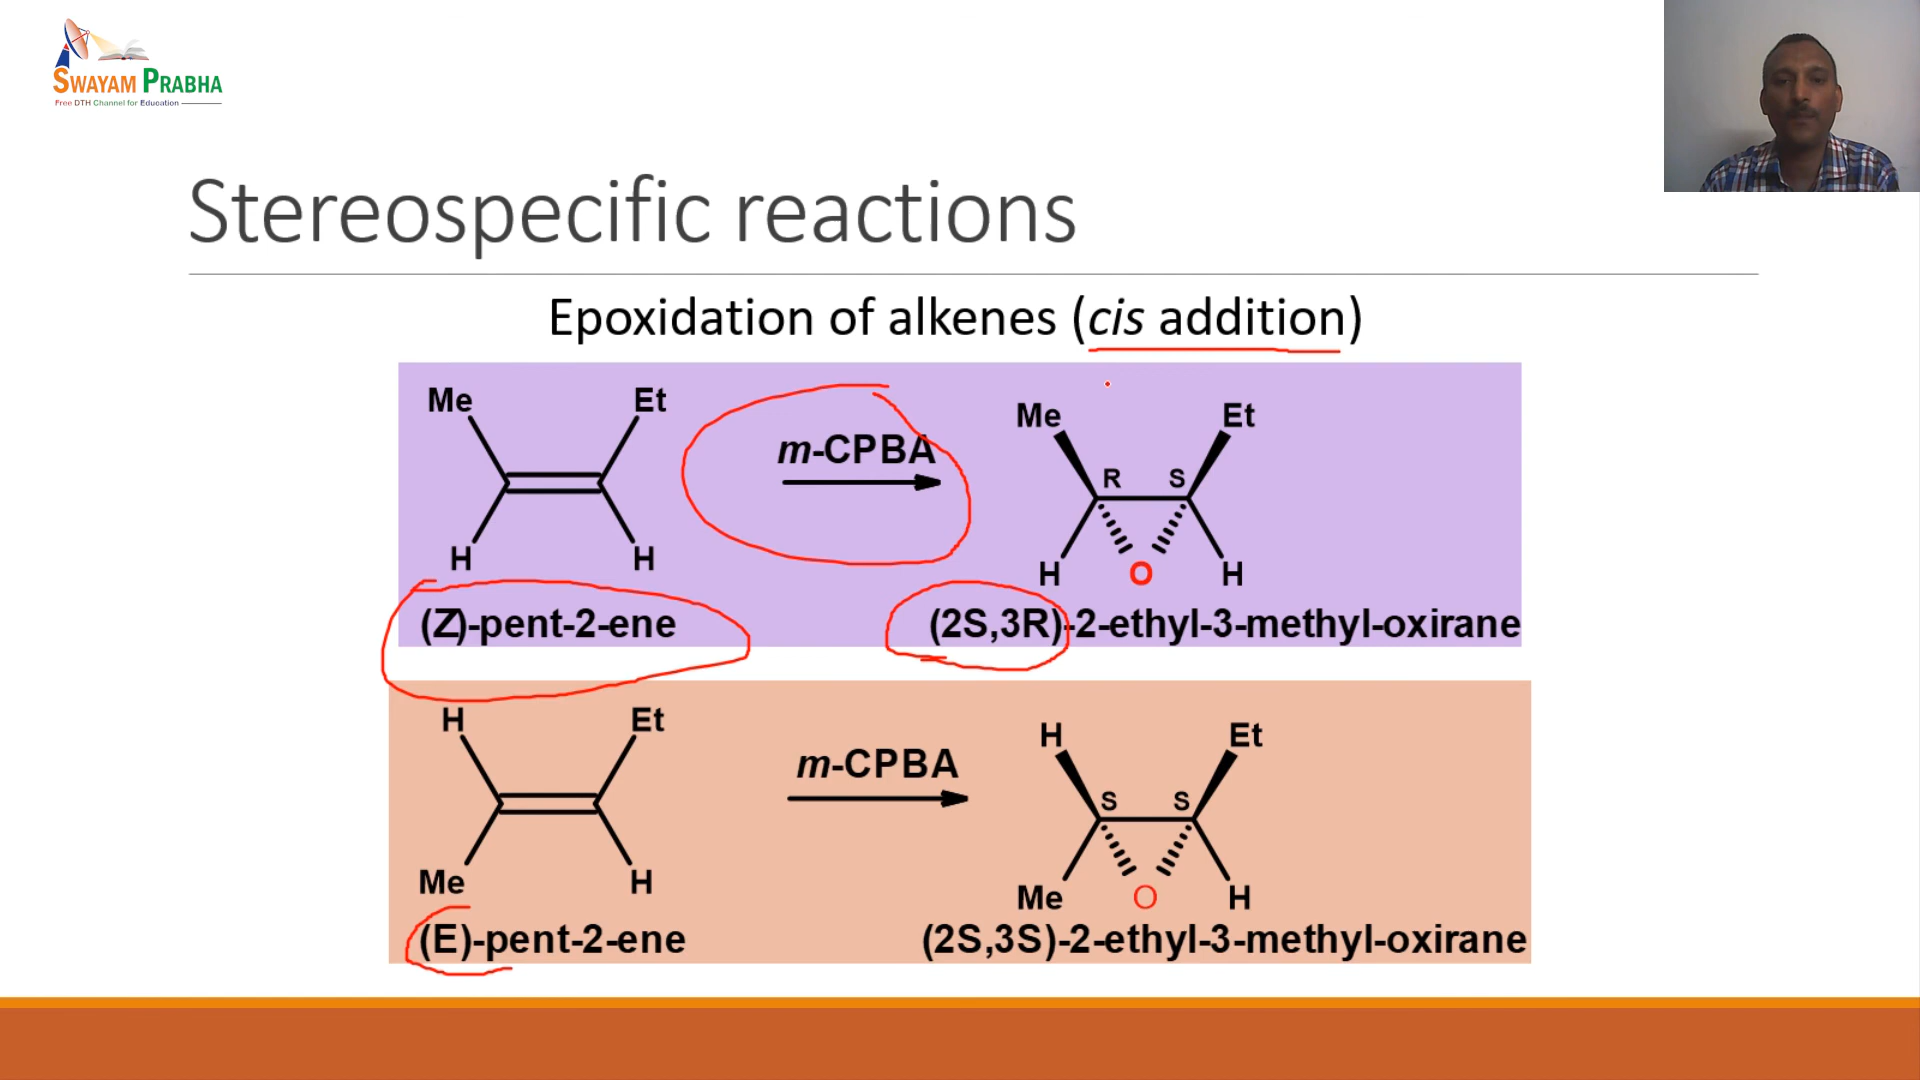 SWAYAM PRABHA
Free DTH Channel for Education
Stereospecific reactions
Epoxidation of alkenes (cis addition)
Me Et
H H
m-CPBA
Me Et
R S
H O H
(Z)-pent-2-ene
(2S,3R)-2-ethyl-3-methyl-oxirane
H Et
Me H
m-CPBA
H Et
S S
Me O H
(E)-pent-2-ene
(2S,3S)-2-ethyl-3-methyl-oxirane